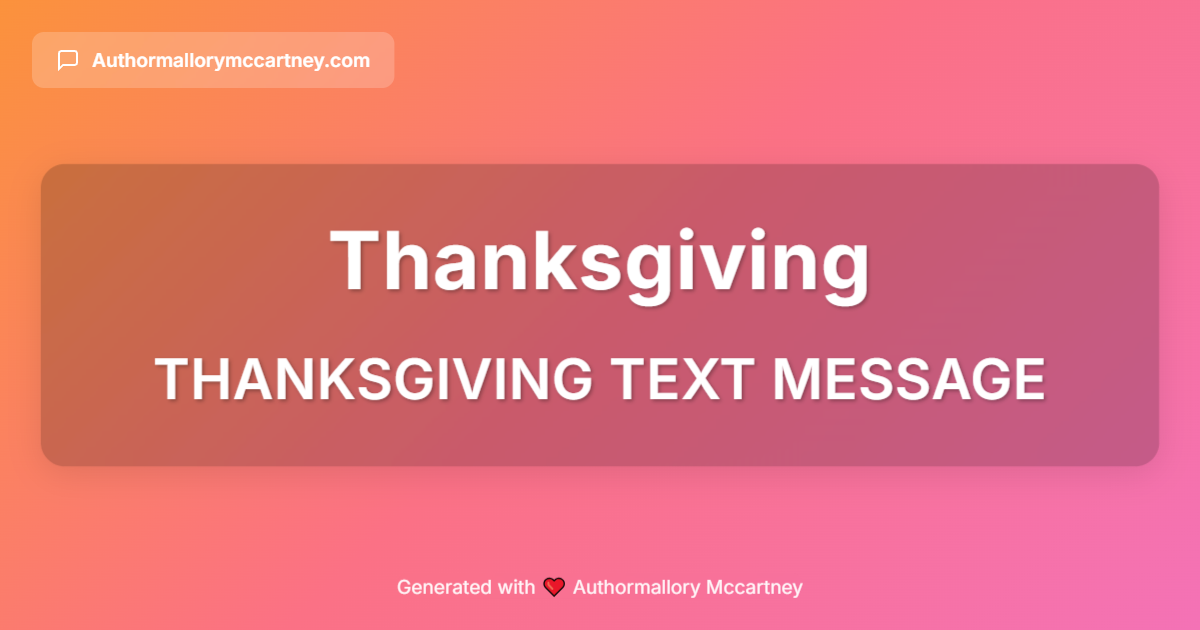 Authormallorymccartney.com
Thanksgiving
THANKSGIVING TEXT MESSAGE
Generated with ❤️ Authormallory Mccartney